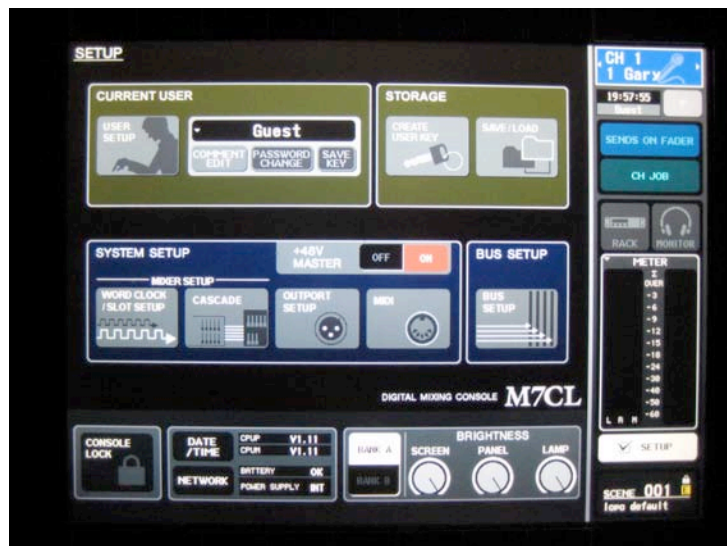 SETUP
CURRENT USER
USER SETUP
Guest
COMMENT EDIT
PASSWORD CHANGE
SAVE KEY
STORAGE
CREATE USER KEY
SAVE/LOAD
SYSTEM SETUP
+48V MASTER
OFF
ON
MIXER SETUP
WORD CLOCK /SLOT SETUP
CASCADE
OUTPORT SETUP
MIDI
BUS SETUP
BUS SETUP
DIGITAL MIXING CONSOLE M7CL
CONSOLE LOCK
DATE /TIME
CPUP V1.11
CPUM V1.11
NETWORK
BATTERY OK
POWER SUPPLY INT
BANK A
BANK B
BRIGHTNESS
SCREEN
PANEL
LAMP
CH 1
1 Gary
19:57:55
Guest
SENDS ON FADER
CH JOB
RACK
MONITOR
METER
Σ
OVER
-3
-6
-9
-12
-15
-18
-24
-30
-40
-50
-60
L R M
SETUP
SCENE 001